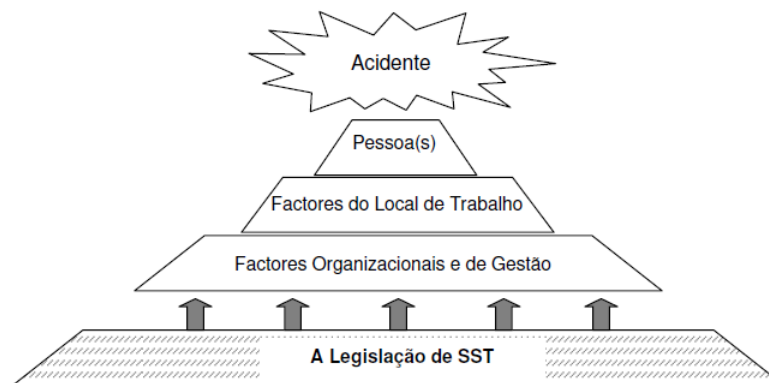 Acidente
Pessoa(s)
Factores do Local de Trabalho
Factores Organizacionais e de Gestão
A Legislação de SST